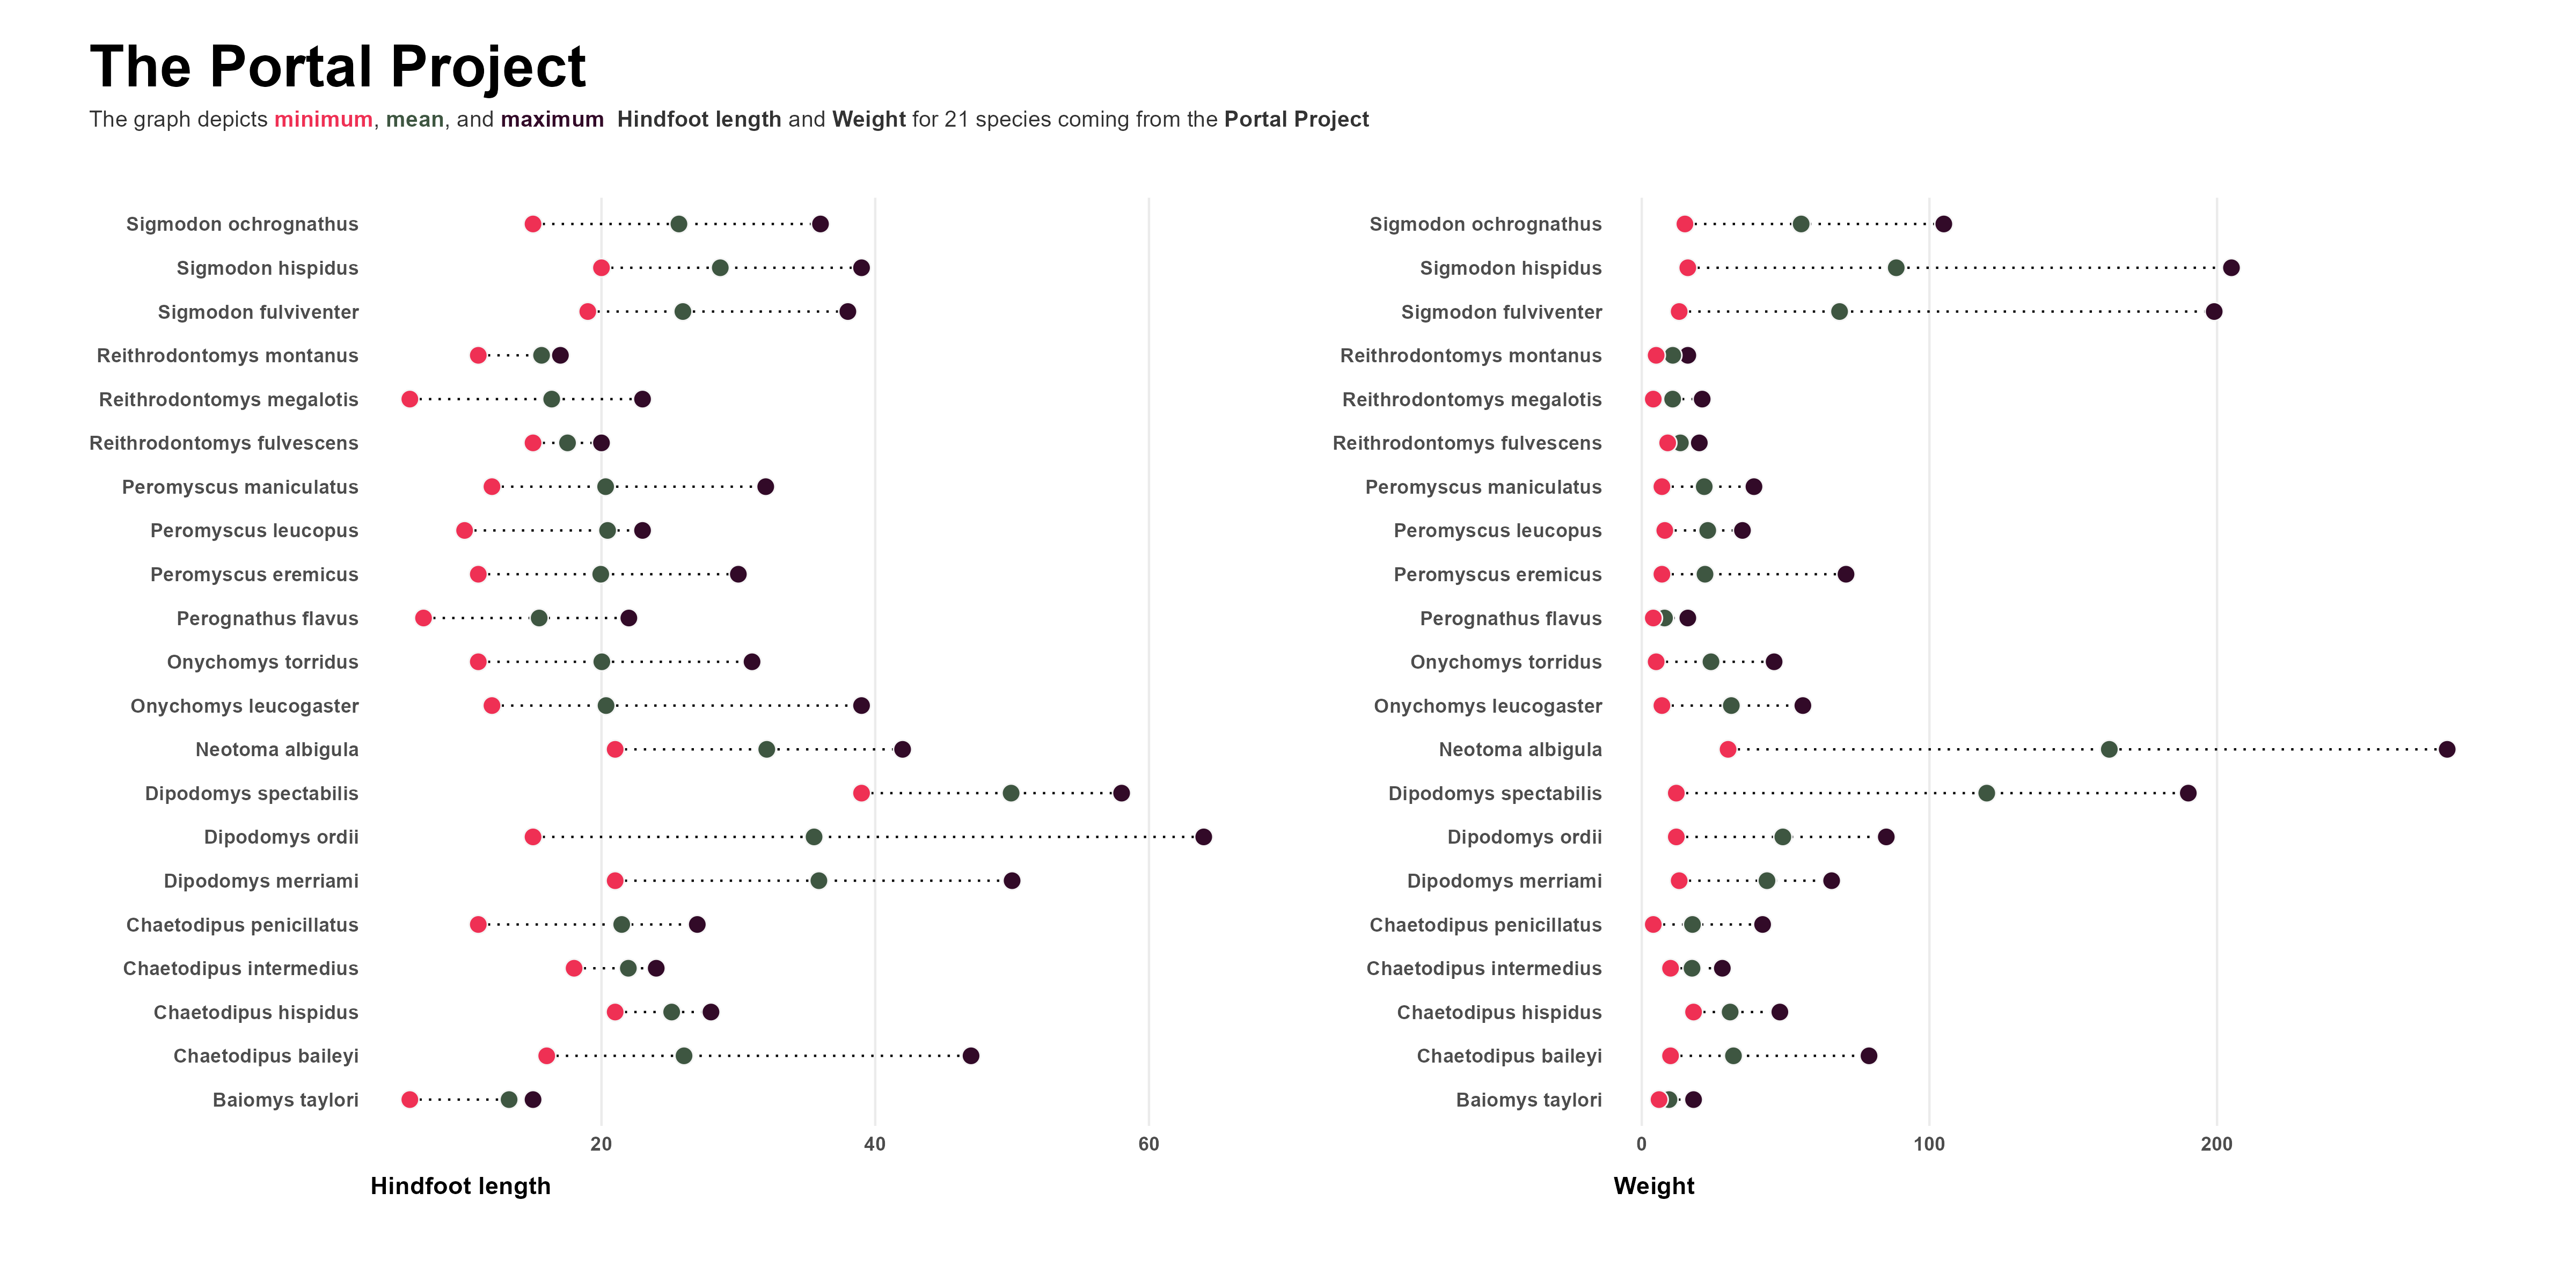 The Portal Project
The graph depicts minimum, mean, and maximum Hindfoot length and Weight for 21 species coming from the Portal Project
Sigmodon ochrognathus
Sigmodon hispidus
Sigmodon fulviventer
Reithrodontomys montanus
Reithrodontomys megalotis
Reithrodontomys fulvescens
Peromyscus maniculatus
Peromyscus leucopus
Peromyscus eremicus
Perognathus flavus
Onychomys torridus
Onychomys leucogaster
Neotoma albigula
Dipodomys spectabilis
Dipodomys ordii
Dipodomys merriami
Chaetodipus penicillatus
Chaetodipus intermedius
Chaetodipus hispidus
Chaetodipus baileyi
Baiomys taylori
20 40 60
Hindfoot length
Sigmodon ochrognathus
Sigmodon hispidus
Sigmodon fulviventer
Reithrodontomys montanus
Reithrodontomys megalotis
Reithrodontomys fulvescens
Peromyscus maniculatus
Peromyscus leucopus
Peromyscus eremicus
Perognathus flavus
Onychomys torridus
Onychomys leucogaster
Neotoma albigula
Dipodomys spectabilis
Dipodomys ordii
Dipodomys merriami
Chaetodipus penicillatus
Chaetodipus intermedius
Chaetodipus hispidus
Chaetodipus baileyi
Baiomys taylori
0 100 200
Weight